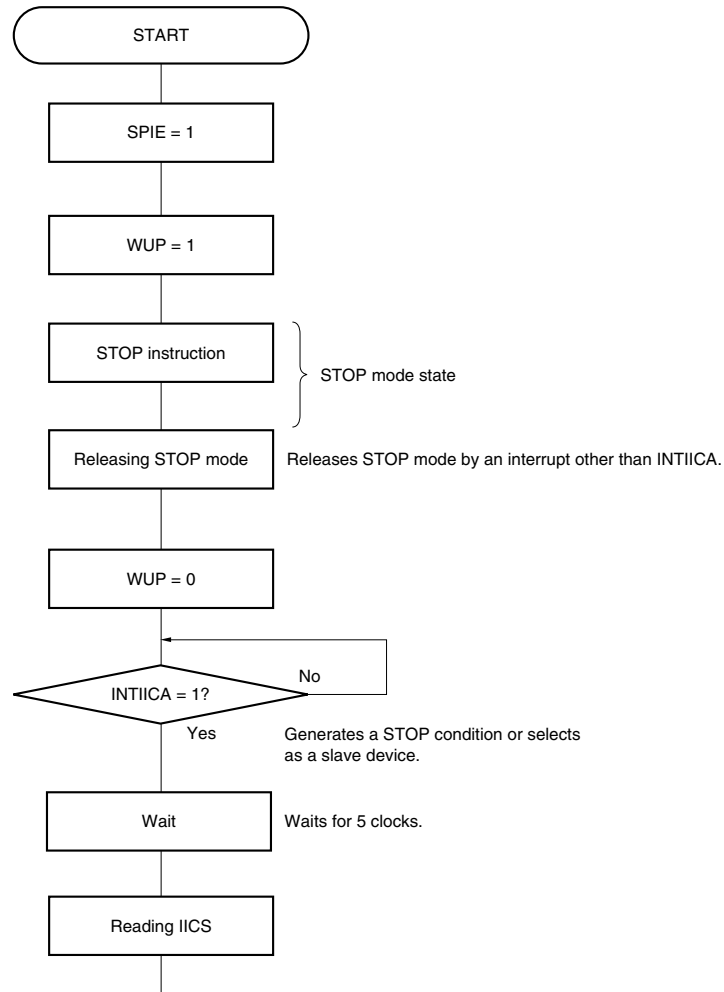 START
SPIE = 1
WUP = 1
STOP instruction
STOP mode state
Releasing STOP mode
Releases STOP mode by an interrupt other than INTIICA.
WUP = 0
No
INTIICA = 1?
Yes
Generates a STOP condition or selects
as a slave device.
Wait
Waits for 5 clocks.
Reading IICS